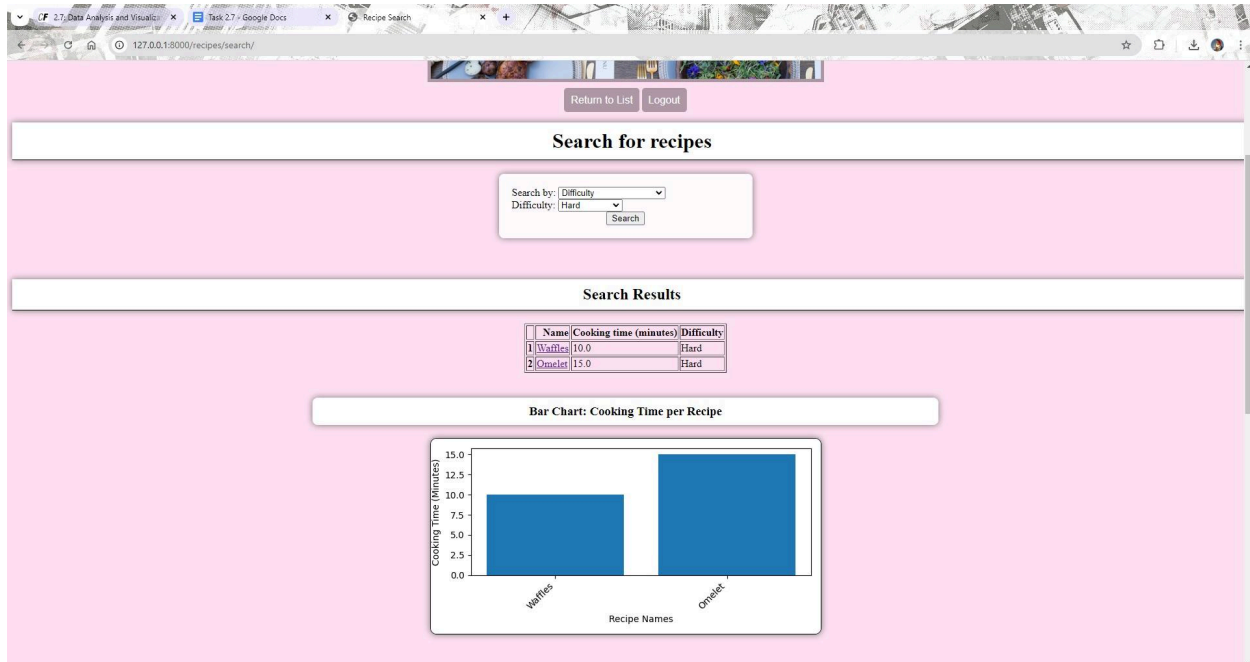 2.7: Data Analysis and Visualiza
Task 2.7 - Google Docs
Recipe Search
127.0.0.1:8000/recipes/search/
Return to List Logout
Search for recipes
Search by: Difficulty
Difficulty: Hard
Search
Search Results
Name Cooking time (minutes) Difficulty
1 Waffles 10.0 Hard
2 Omelet 15.0 Hard
Bar Chart: Cooking Time per Recipe
Cooking Time (Minutes)
15.0
12.5
10.0
7.5
5.0
2.5
0.0
Waffles Omelet
Recipe Names